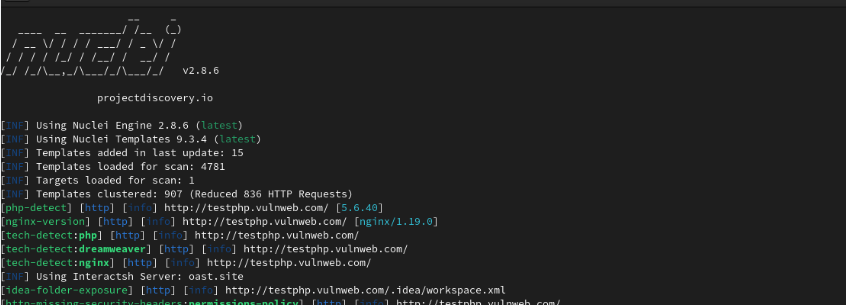 __     _
   ____  __  _______/ /__  (_)
  / __ \/ / / / ___/ / _ \/ /
 / / / / /_/ / /__/ /  __/ /
/_/ /_/\__,_/\___/_/\___/_/   v2.8.6
projectdiscovery.io
[INF] Using Nuclei Engine 2.8.6 (latest)
[INF] Using Nuclei Templates 9.3.4 (latest)
[INF] Templates added in last update: 15
[INF] Templates loaded for scan: 4781
[INF] Targets loaded for scan: 1
[INF] Templates clustered: 907 (Reduced 836 HTTP Requests)
[php-detect] [http] [info] http://testphp.vulnweb.com/ [5.6.40]
[nginx-version] [http] [info] http://testphp.vulnweb.com/ [nginx/1.19.0]
[tech-detect:php] [http] [info] http://testphp.vulnweb.com/
[tech-detect:dreamweaver] [http] [info] http://testphp.vulnweb.com/
[tech-detect:nginx] [http] [info] http://testphp.vulnweb.com/
[INF] Using Interactsh Server: oast.site
[idea-folder-exposure] [http] [info] http://testphp.vulnweb.com/.idea/workspace.xml
[http-missing-security-headers:permissions-policy] [http] [info] http://testphp.vulnweb.com/